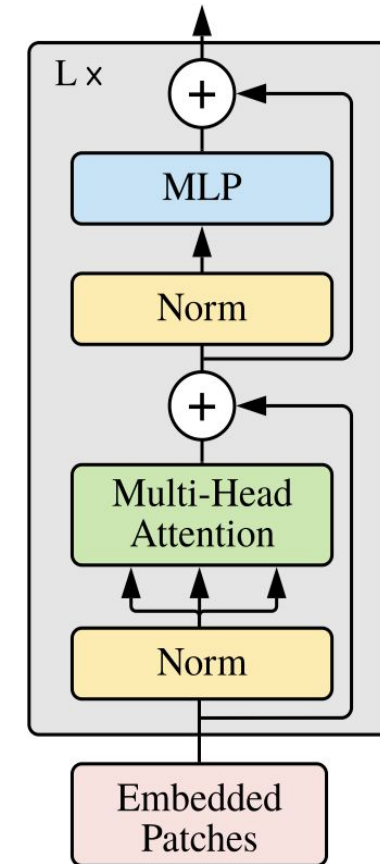 L ×
+
MLP
Norm
+
Multi-Head
Attention
Norm
Embedded
Patches